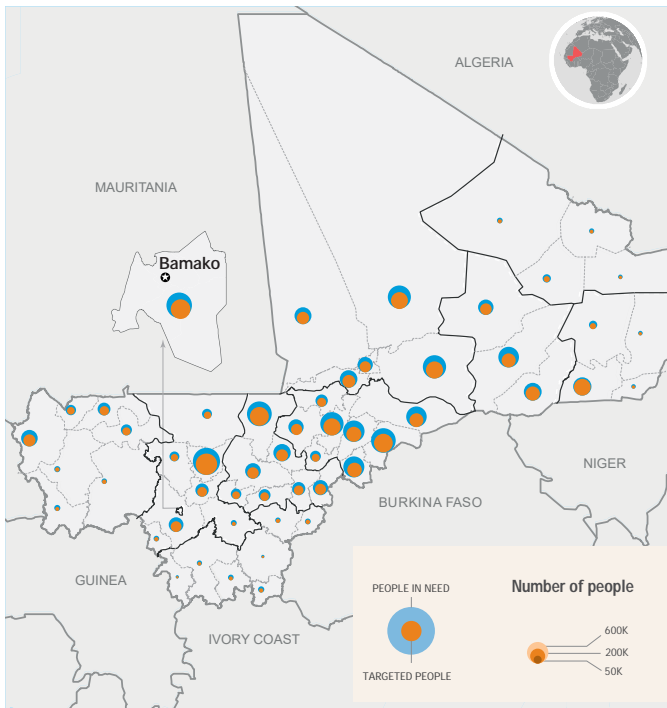 ALGERIA
MAURITANIA
Bamako
NIGER
BURKINA FASO
GUINEA
IVORY COAST
PEOPLE IN NEED
TARGETED PEOPLE
Number of people
600K
200K
50K